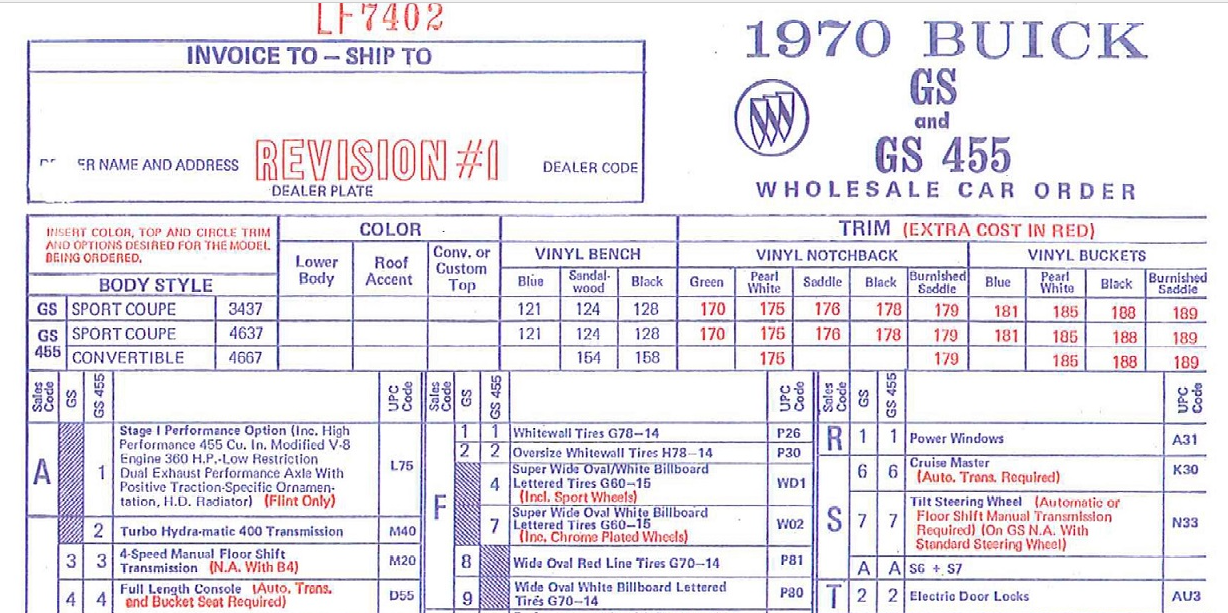 LF7402
INVOICE TO – SHIP TO
NAME AND ADDRESS
REVISION #1
DEALER CODE
DEALER PLATE
1970 BUICK
GS
and
GS 455
WHOLESALE CAR ORDER
INSERT COLOR, TOP AND CIRCLE TRIM
AND OPTIONS DESIRED FOR THE MODEL
BEING ORDERED.
BODY STYLE
COLOR
Lower Body
Roof Accent
Conv. or Custom Top
TRIM (EXTRA COST IN RED)
VINYL BENCH
VINYL NOTCHBACK
VINYL BUCKETS
Blue Sandal-wood Black Green Pearl White Saddle Black Burnished Saddle Blue Pearl White Black Burnished Saddle
GS SPORT COUPE 3437 121 124 128 170 175 176 178 179 181 185 188 189
GS 455 SPORT COUPE 4637 121 124 128 170 175 176 178 179 181 185 188 189
CONVERTIBLE 4667 154 158 175 179 185 188 189
Sales Code GS GS 455 UPC Code
A
1 Stage I Performance Option (Inc. High
Performance 455 Cu. In. Modified V-8
Engine 360 H.P.,-Low Restriction
Dual Exhaust Performance Axle With
Positive Traction-Specific Ornamen-
tation, H.D. Radiator) (Flint Only) L75
2 Turbo Hydra-matic 400 Transmission M40
3 3 4-Speed Manual Floor Shift
Transmission (N.A. With B4) M20
4 4 Full Length Console (Auto. Trans.
and Bucket Seat Required) D55
Sales Code GS GS 455 UPC Code
F
1 1 Whitewall Tires G78–14 P26
2 2 Oversize Whitewall Tires H78–14 P30
4 Super Wide Oval/White Billboard
Lettered Tires G60–15
(Incl. Sport Wheels) WD1
7 Super Wide Oval White Billboard
Lettered Tires G60–15
(Inc. Chrome Plated Wheels) W02
8 Wide Oval Red Line Tires G70–14 P81
9 Wide Oval White Billboard Lettered
Tires G70–14 P80
Sales Code GS GS 455 UPC Code
R 1 1 Power Windows A31
S
6 6 Cruise Master
(Auto. Trans. Required) K30
7 7 Tilt Steering Wheel (Automatic or
Floor Shift Manual Transmission
Required) (On GS N.A. With
Standard Steering Wheel) N33
A A S6 + S7
T 2 2 Electric Door Locks AU3